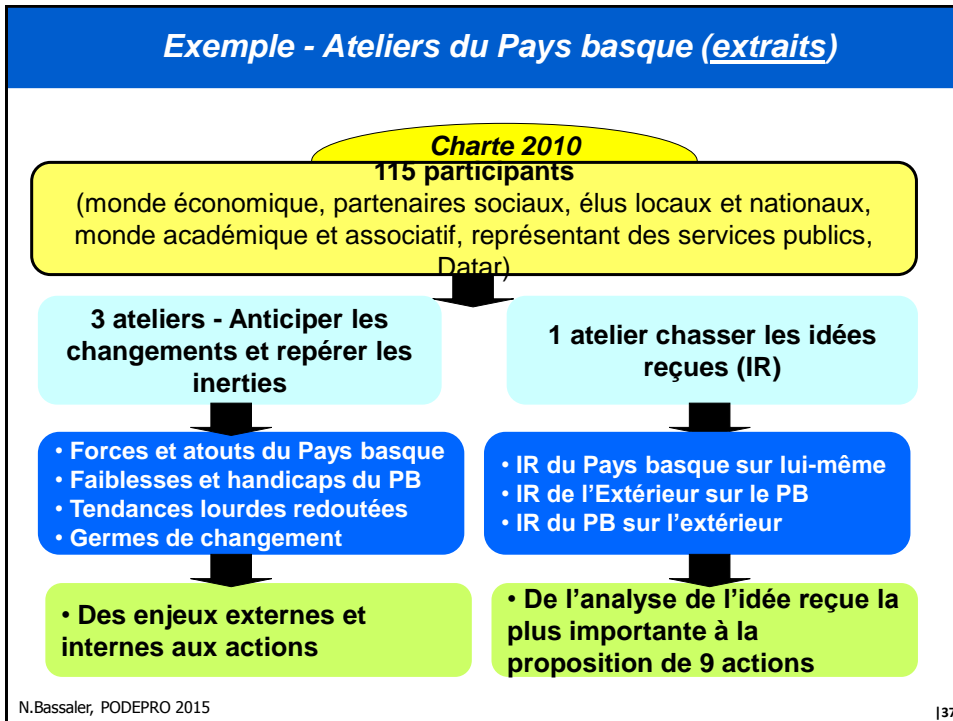 Exemple - Ateliers du Pays basque (extraits)
Charte 2010
115 participants
(monde économique, partenaires sociaux, élus locaux et nationaux,
monde académique et associatif, représentant des services publics,
Datar)
3 ateliers - Anticiper les
changements et repérer les
inerties
1 atelier chasser les idées
reçues (IR)
• Forces et atouts du Pays basque
• Faiblesses et handicaps du PB
• Tendances lourdes redoutées
• Germes de changement
• IR du Pays basque sur lui-même
• IR de l'Extérieur sur le PB
• IR du PB sur l'extérieur
• Des enjeux externes et
internes aux actions
• De l'analyse de l'idée reçue la
plus importante à la
proposition de 9 actions
N.Bassaler, PODEPRO 2015
|37